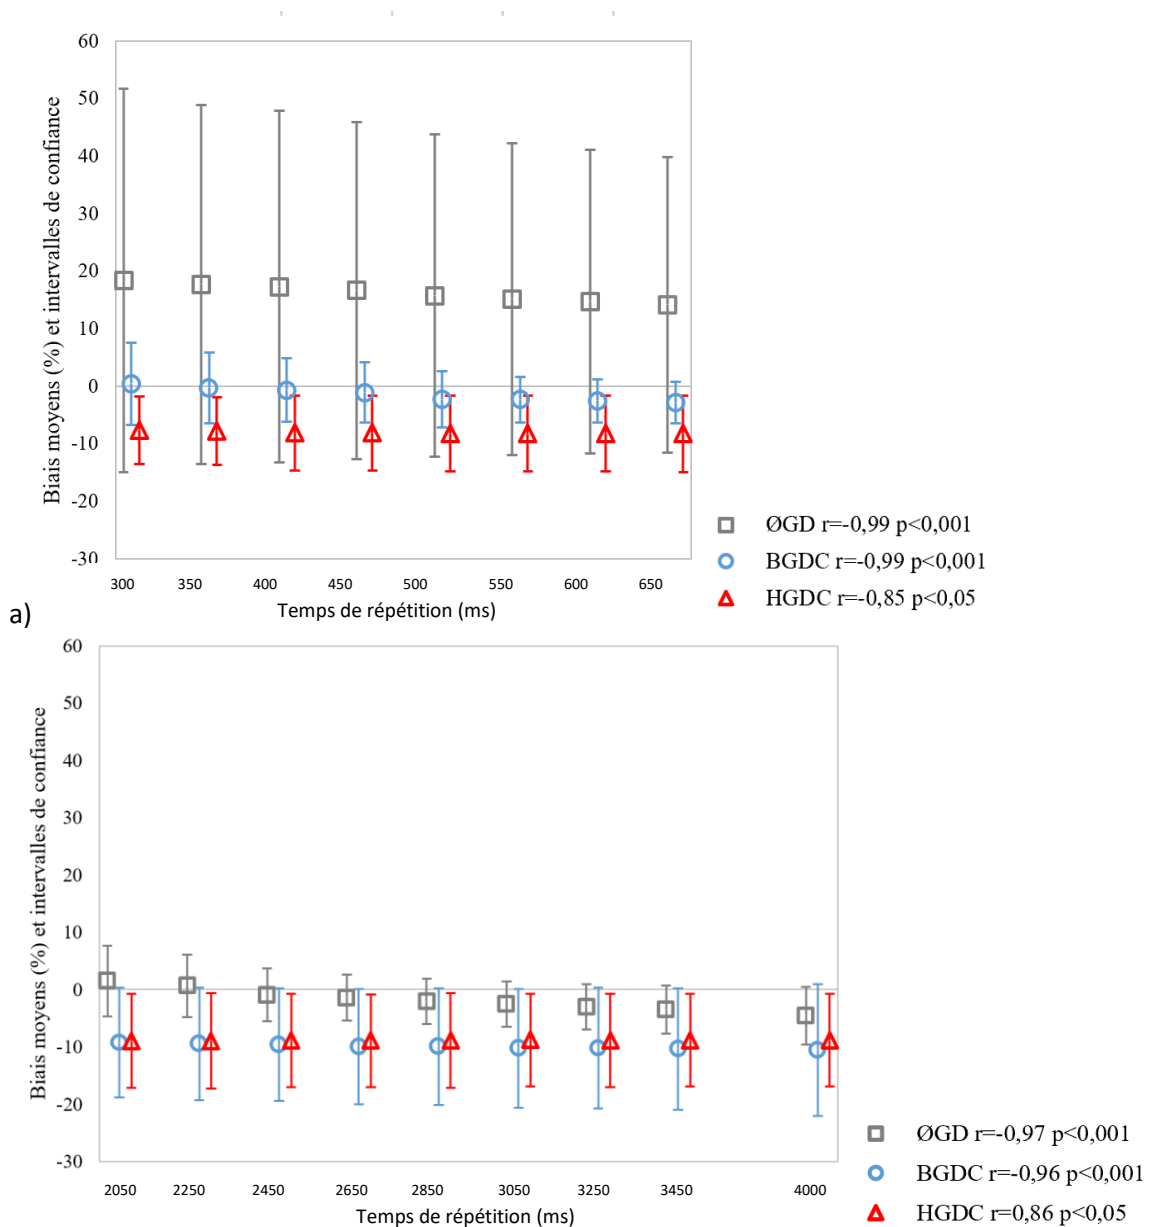 Biais moyens (%) et intervalles de confiance
60
50
40
30
20
10
0
-10
-20
-30
300 350 400 450 500 550 600 650
Temps de répétition (ms)
ØGD r=-0,99 p<0,001
BGDC r=-0,99 p<0,001
HGDC r=-0,85 p<0,05
a)
Biais moyens (%) et intervalles de confiance
60
50
40
30
20
10
0
-10
-20
-30
2050 2250 2450 2650 2850 3050 3250 3450 4000
Temps de répétition (ms)
ØGD r=-0,97 p<0,001
BGDC r=-0,96 p<0,001
HGDC r=0,86 p<0,05